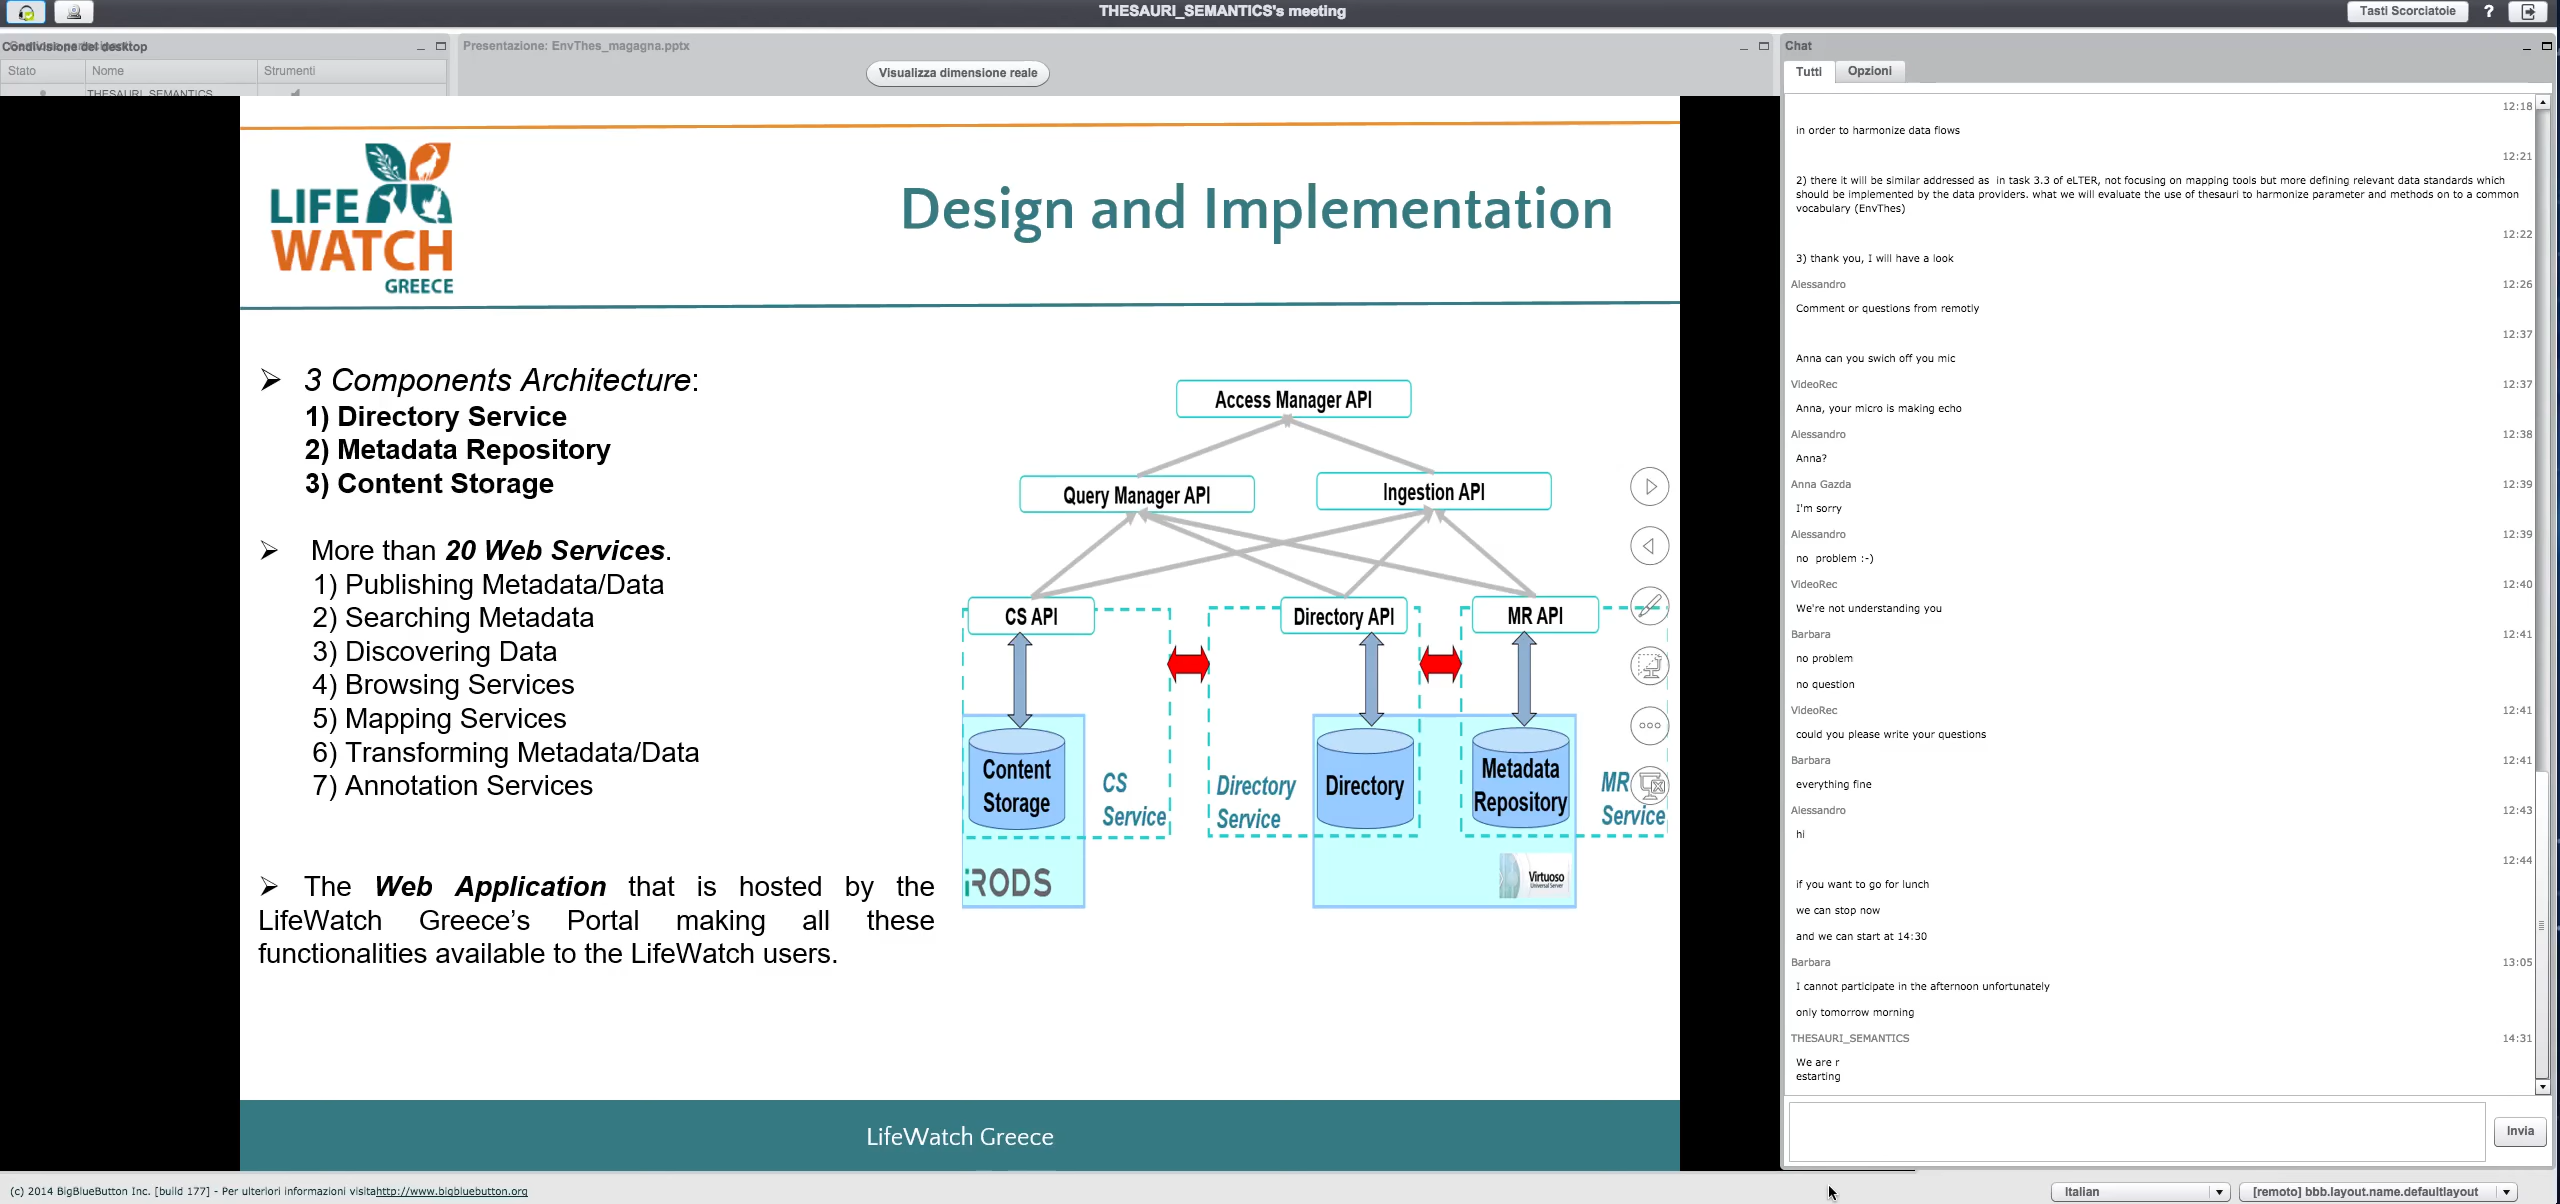 THESAURI_SEMANTICS's meeting
Tasti Scorciatoie
?
Condivisione del desktop
Stato
Nome
Strumenti
THESAURI_SEMANTICS
Presentazione: EnvThes_magagna.pptx
Visualizza dimensione reale
LIFE
WATCH
GREECE
Design and Implementation
➢ 3 Components Architecture:
1) Directory Service
2) Metadata Repository
3) Content Storage
➢ More than 20 Web Services.
1) Publishing Metadata/Data
2) Searching Metadata
3) Discovering Data
4) Browsing Services
5) Mapping Services
6) Transforming Metadata/Data
7) Annotation Services
➢ The Web Application that is hosted by the
LifeWatch Greece’s Portal making all these
functionalities available to the LifeWatch users.
Access Manager API
Query Manager API
Ingestion API
CS API
Directory API
MR API
Content
Storage
CS
Service
Directory
Service
Directory
Metadata
Repository
MR
Service
iRODS
Virtuoso
Universal Server
LifeWatch Greece
Chat
Tutti
Opzioni
12:18
in order to harmonize data flows
12:21
2) there it will be similar addressed as  in task 3.3 of eLTER, not focusing on mapping tools but more defining relevant data standards which
should be implemented by the data providers. what we will evaluate the use of thesauri to harmonize parameter and methods on to a common
vocabulary (EnvThes)
12:22
3) thank you, I will have a look
Alessandro 12:26
Comment or questions from remotly
12:37
Anna can you swich off you mic
VideoRec 12:37
Anna, your micro is making echo
Alessandro 12:38
Anna?
Anna Gazda 12:39
I'm sorry
Alessandro 12:39
no  problem :-)
VideoRec 12:40
We're not understanding you
Barbara 12:41
no problem
no question
VideoRec 12:41
could you please write your questions
Barbara 12:41
everything fine
Alessandro 12:43
hi
12:44
if you want to go for lunch
we can stop now
and we can start at 14:30
Barbara 13:05
I cannot participate in the afternoon unfortunately
only tomorrow morning
THESAURI_SEMANTICS 14:31
We are r
estarting
Invia
(c) 2014 BigBlueButton Inc. [build 177] - Per ulteriori informazioni visitahttp://www.bigbluebutton.org
Italian
[remoto] bbb.layout.name.defaultlayout